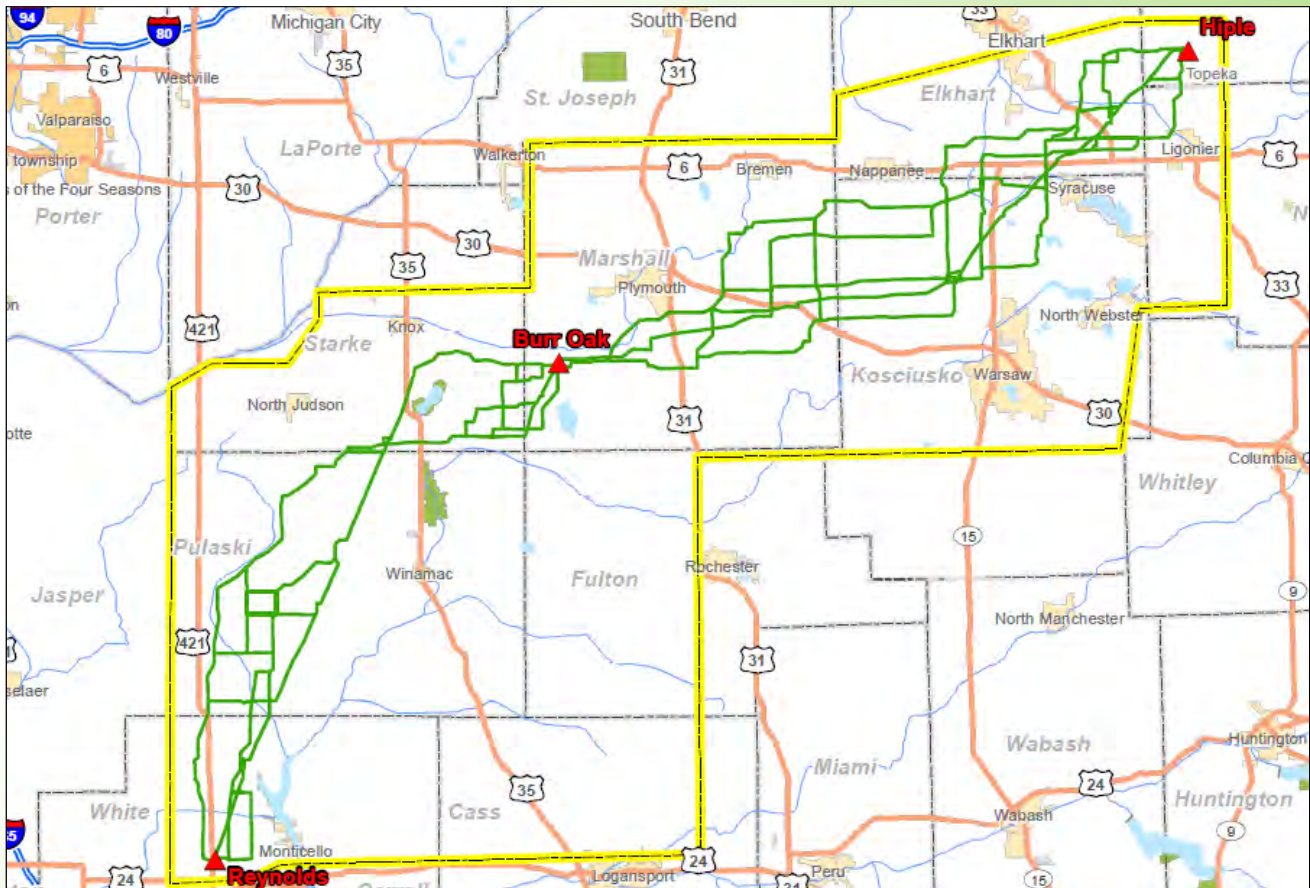 94
80
Michigan City
South Bend
33
Elkhart
Hiple
6
Westville
35
31
Topeka
St. Joseph
Elkhart
Valparaiso
LaPorte
Walkerton
6
Bremen
Nappanee
Ligonier
6
township
s of the Four Seasons
30
Syracuse
Porter
30
Marshall
35
Plymouth
33
421
Knox
North Webster
Starke
Burr Oak
Kosciusko
Warsaw
North Judson
30
31
Columbia C
Whitley
15
Pulaski
Winamac
Fulton
Rochester
Jasper
9
North Manchester
421
31
selaer
Wabash
Huntington
Miami
24
35
White
Cass
Wabash
Huntington
9
Monticello
24
24
Reynolds
Logansport
Peru
31
15